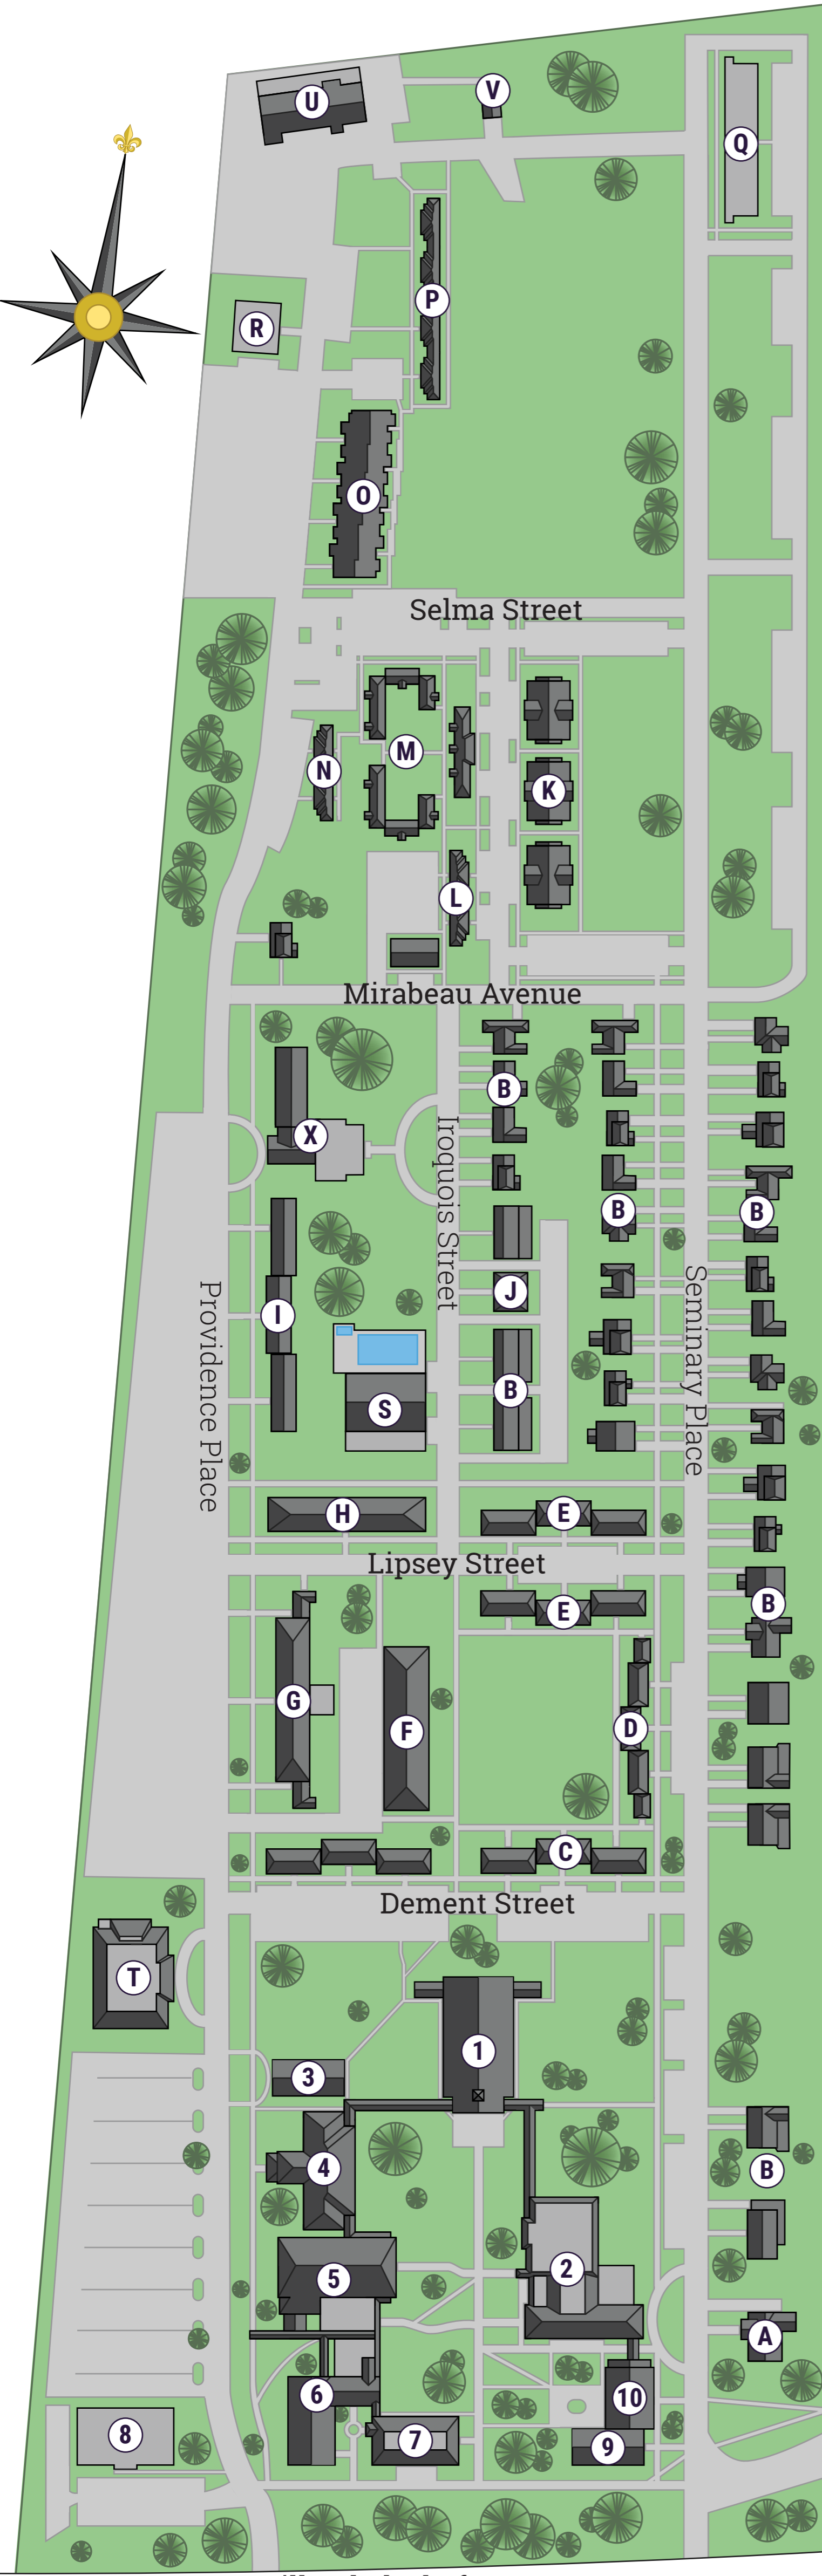 U
V
Q
P
R
O
Selma Street
M
N
K
L
Mirabeau Avenue
B
X
Iroquois Street
B
B
J
I
Providence Place
Seminary Place
B
S
H
E
Lipsey Street
E
B
G
F
D
C
Dement Street
T
1
3
4
B
2
5
A
6
10
8
7
9